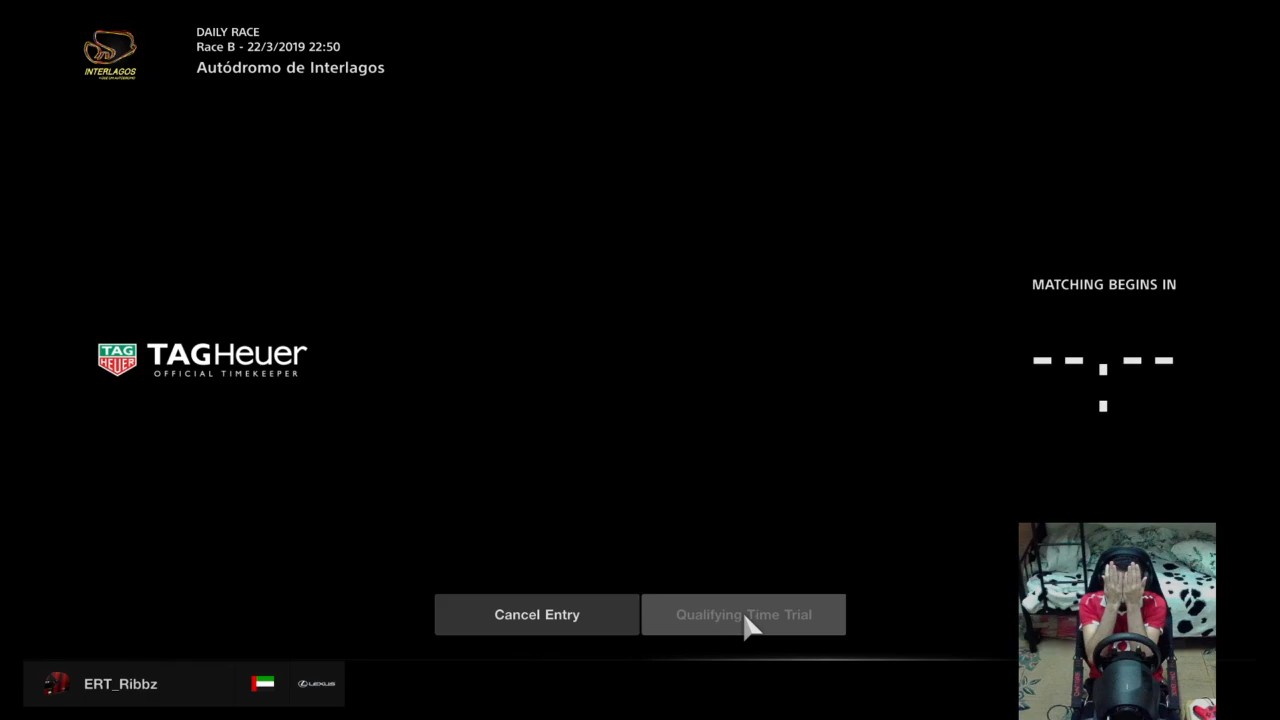 DAILY RACE
Race B - 22/3/2019 22:50
Autódromo de Interlagos
INTERLAGOS
MATCHING BEGINS IN
TAG
HEUER
TAGHeuer
OFFICIAL TIMEKEEPER
-- : --
Cancel Entry
Qualifying Time Trial
ERT_Ribbz
LEXUS